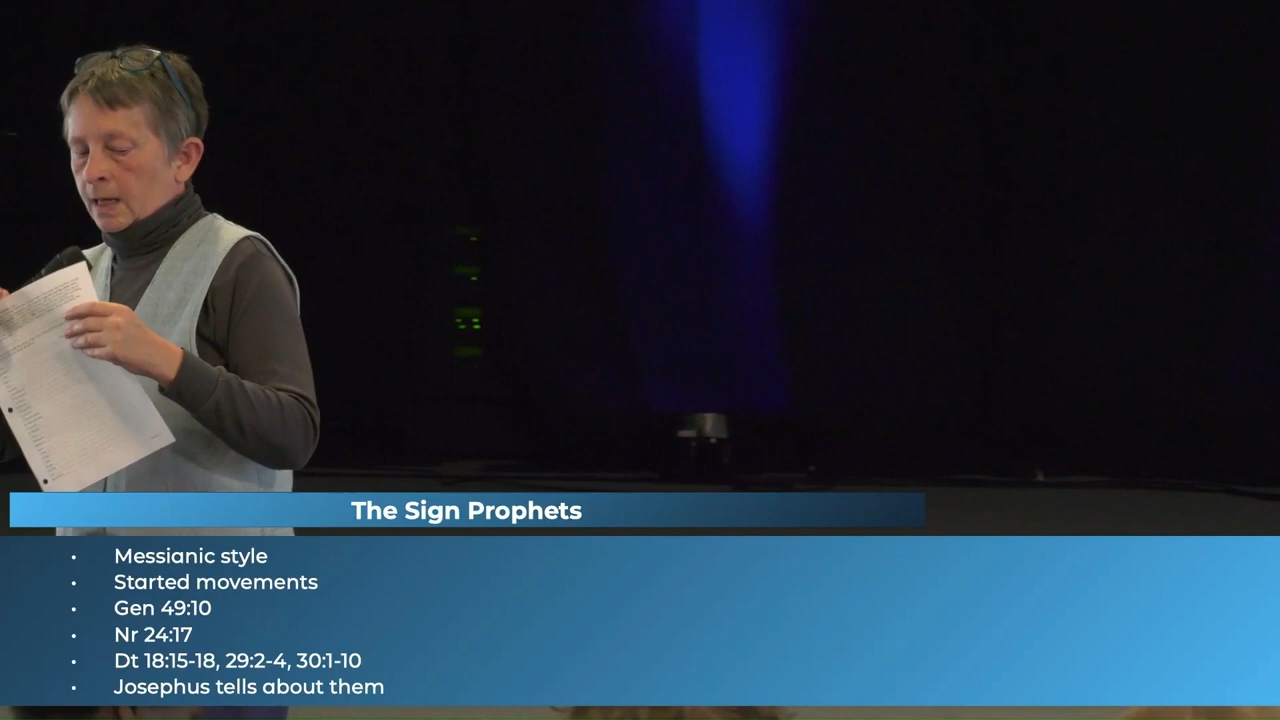 The Sign Prophets
• Messianic style
• Started movements
• Gen 49:10
• Nr 24:17
• Dt 18:15-18, 29:2-4, 30:1-10
• Josephus tells about them